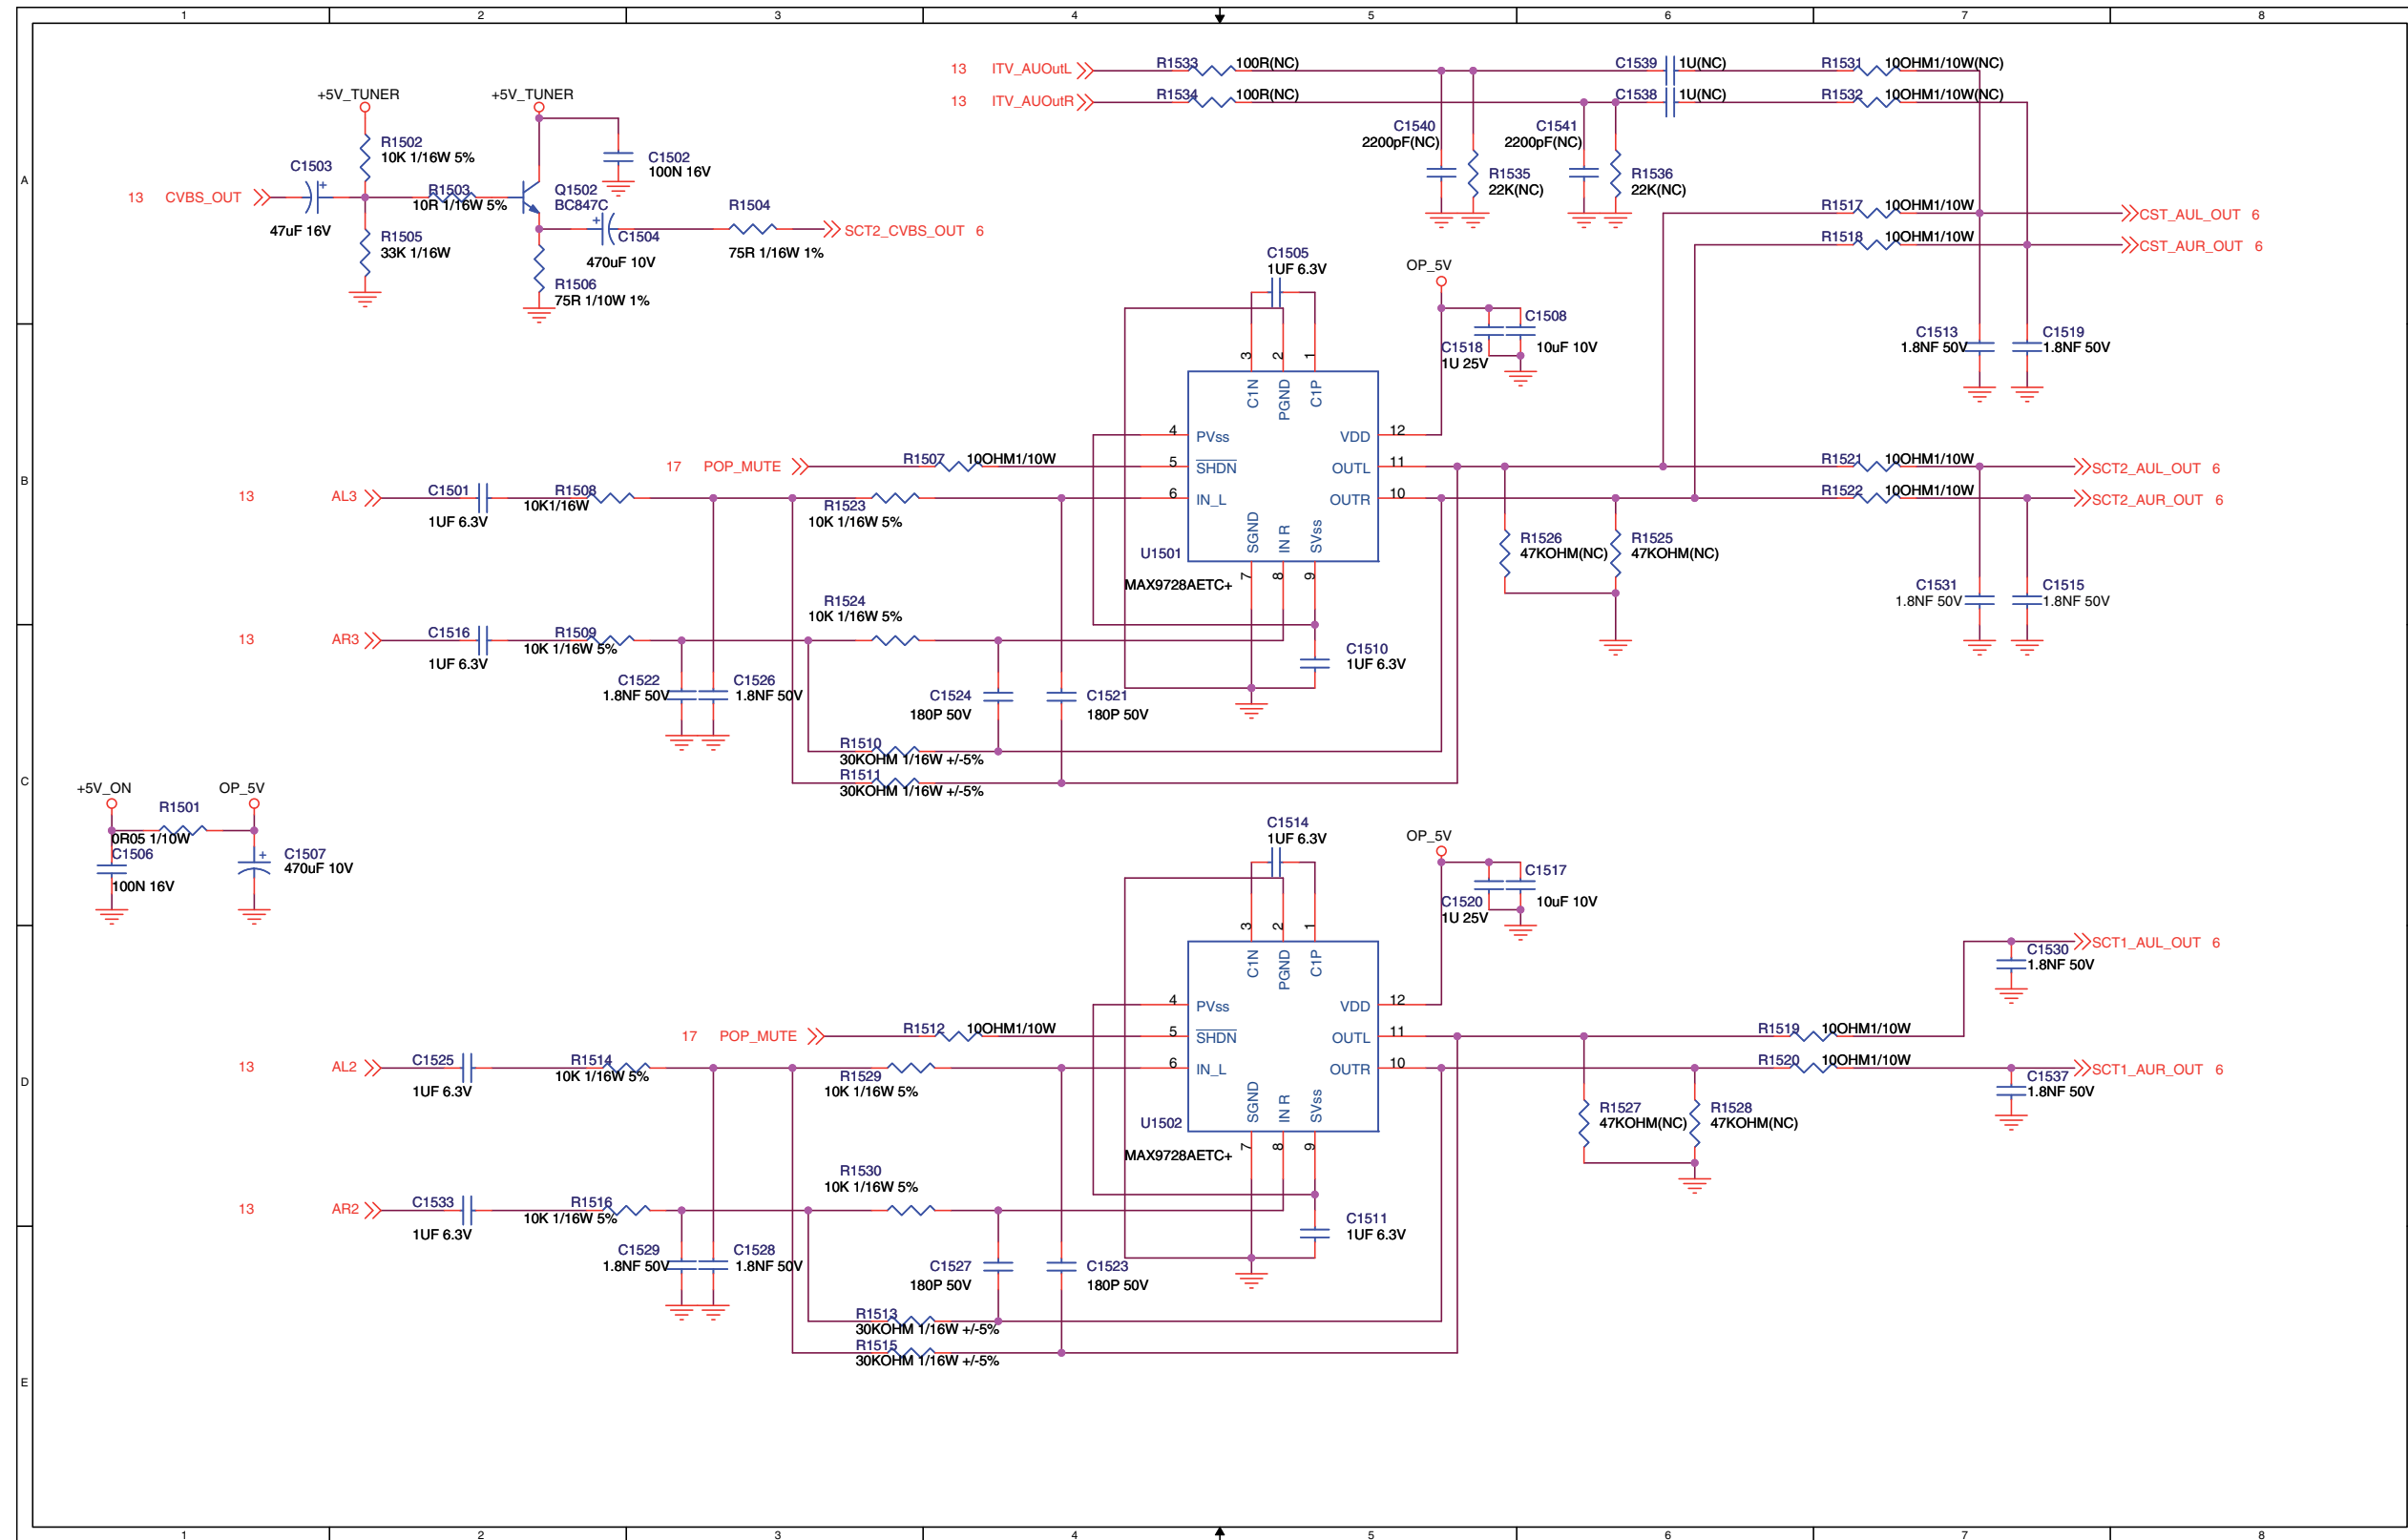 1 2 3 4 5 6 7 8
13 ITV_AUOutL
R1533 100R(NC)
C1539 1U(NC)
R1531 10OHM1/10W(NC)
13 ITV_AUOutR
R1534 100R(NC)
C1538 1U(NC)
R1532 10OHM1/10W(NC)
+5V_TUNER
+5V_TUNER
R1502
10K 1/16W 5%
C1502
100N 16V
C1540
2200pF(NC)
C1541
2200pF(NC)
R1535
22K(NC)
R1536
22K(NC)
A
C1503
13 CVBS_OUT
47uF 16V
R1503
10R 1/16W 5%
Q1502
BC847C
R1505
33K 1/16W
C1504
470uF 10V
R1504
75R 1/16W 1%
SCT2_CVBS_OUT 6
R1506
75R 1/10W 1%
R1517 10OHM1/10W
CST_AUL_OUT 6
R1518 10OHM1/10W
CST_AUR_OUT 6
C1505
1UF 6.3V
OP_5V
C1508
10uF 10V
C1518
1U 25V
C1513
1.8NF 50V
C1519
1.8NF 50V
3 2 1
C1N PGND C1P
4 PVss
VDD 12
B
17 POP_MUTE
R1507 10OHM1/10W
5 SHDN
OUTL 11
R1521 10OHM1/10W
SCT2_AUL_OUT 6
13 AL3
C1501
1UF 6.3V
R1508
10K1/16W
R1523
10K 1/16W 5%
6 IN_L
OUTR 10
R1522 10OHM1/10W
SCT2_AUR_OUT 6
SGND IN R SVss
U1501
7 8 9
MAX9728AETC+
R1526
47KOHM(NC)
R1525
47KOHM(NC)
C1531
1.8NF 50V
C1515
1.8NF 50V
R1524
10K 1/16W 5%
13 AR3
C1516
1UF 6.3V
R1509
10K 1/16W 5%
C1510
1UF 6.3V
C1522
1.8NF 50V
C1526
1.8NF 50V
C1524
180P 50V
C1521
180P 50V
R1510
30KOHM 1/16W +/-5%
R1511
30KOHM 1/16W +/-5%
C
+5V_ON
OP_5V
R1501
0R05 1/10W
C1506
100N 16V
C1507
470uF 10V
C1514
1UF 6.3V
OP_5V
C1517
10uF 10V
C1520
1U 25V
3 2 1
C1N PGND C1P
4 PVss
VDD 12
SCT1_AUL_OUT 6
C1530
1.8NF 50V
17 POP_MUTE
R1512 10OHM1/10W
5 SHDN
OUTL 11
R1519 10OHM1/10W
D
13 AL2
C1525
1UF 6.3V
R1514
10K 1/16W 5%
R1529
10K 1/16W 5%
6 IN_L
OUTR 10
R1520 10OHM1/10W
SCT1_AUR_OUT 6
C1537
1.8NF 50V
SGND IN R SVss
U1502
7 8 9
MAX9728AETC+
R1527
47KOHM(NC)
R1528
47KOHM(NC)
R1530
10K 1/16W 5%
13 AR2
C1533
1UF 6.3V
R1516
10K 1/16W 5%
C1511
1UF 6.3V
C1529
1.8NF 50V
C1528
1.8NF 50V
C1527
180P 50V
C1523
180P 50V
R1513
30KOHM 1/16W +/-5%
R1515
30KOHM 1/16W +/-5%
E
1 2 3 4 5 6 7 8